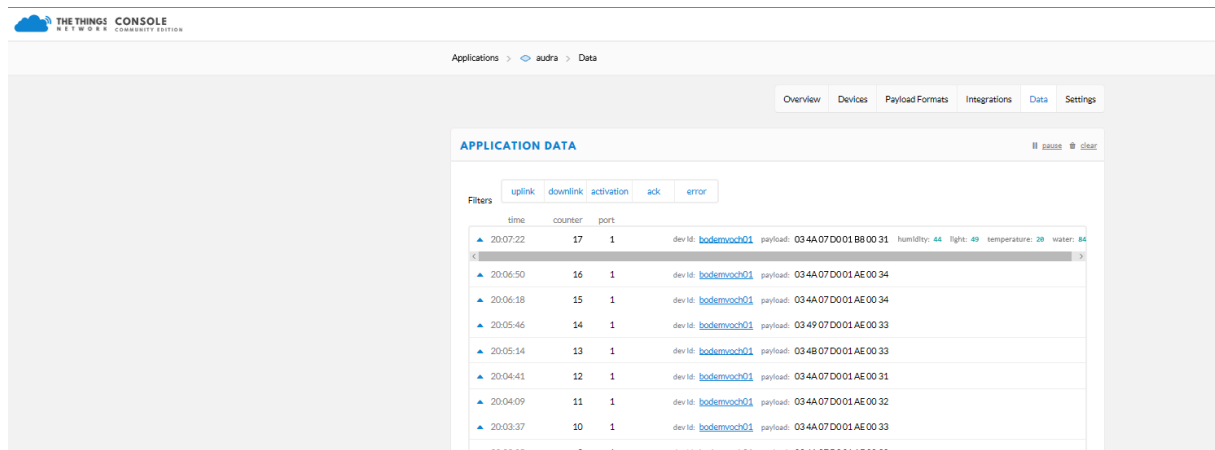 THE THINGS CONSOLE
NETWORK COMMUNITY EDITION
Applications > audra > Data
Overview Devices Payload Formats Integrations Data Settings
APPLICATION DATA pause clear
Filters uplink downlink activation ack error
time counter port
20:07:22 17 1 dev id: bodemvoch01 payload: 03 4A 07 D0 01 B8 00 31 humidity: 44 light: 49 temperature: 20 water: 84
20:06:50 16 1 dev id: bodemvoch01 payload: 03 4A 07 D0 01 AE 00 34
20:06:18 15 1 dev id: bodemvoch01 payload: 03 4A 07 D0 01 AE 00 34
20:05:46 14 1 dev id: bodemvoch01 payload: 03 49 07 D0 01 AE 00 33
20:05:14 13 1 dev id: bodemvoch01 payload: 03 4B 07 D0 01 AE 00 33
20:04:41 12 1 dev id: bodemvoch01 payload: 03 4A 07 D0 01 AE 00 31
20:04:09 11 1 dev id: bodemvoch01 payload: 03 4A 07 D0 01 AE 00 32
20:03:37 10 1 dev id: bodemvoch01 payload: 03 4A 07 D0 01 AE 00 33